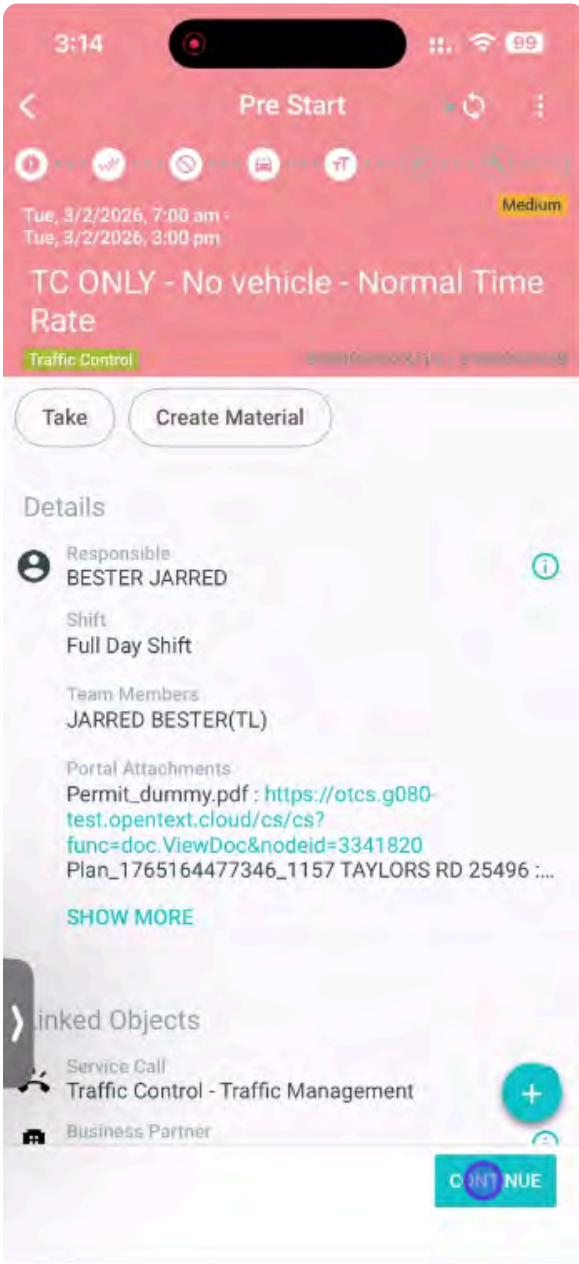 3:14
99
Pre Start
Medium
Tue, 3/2/2026, 7:00 am -
Tue, 3/2/2026, 3:00 pm
TC ONLY - No vehicle - Normal Time
Rate
Traffic Control
Take
Create Material
Details
Responsible
BESTER JARRED
Shift
Full Day Shift
Team Members
JARRED BESTER(TL)
Portal Attachments
Permit_dummy.pdf : https://otcs.g080-
test.opentext.cloud/cs/cs?
func=doc.ViewDoc&nodeid=3341820
Plan_1765164477346_1157 TAYLORS RD 25496 :...
SHOW MORE
inked Objects
Service Call
Traffic Control - Traffic Management
Business Partner
CONTINUE